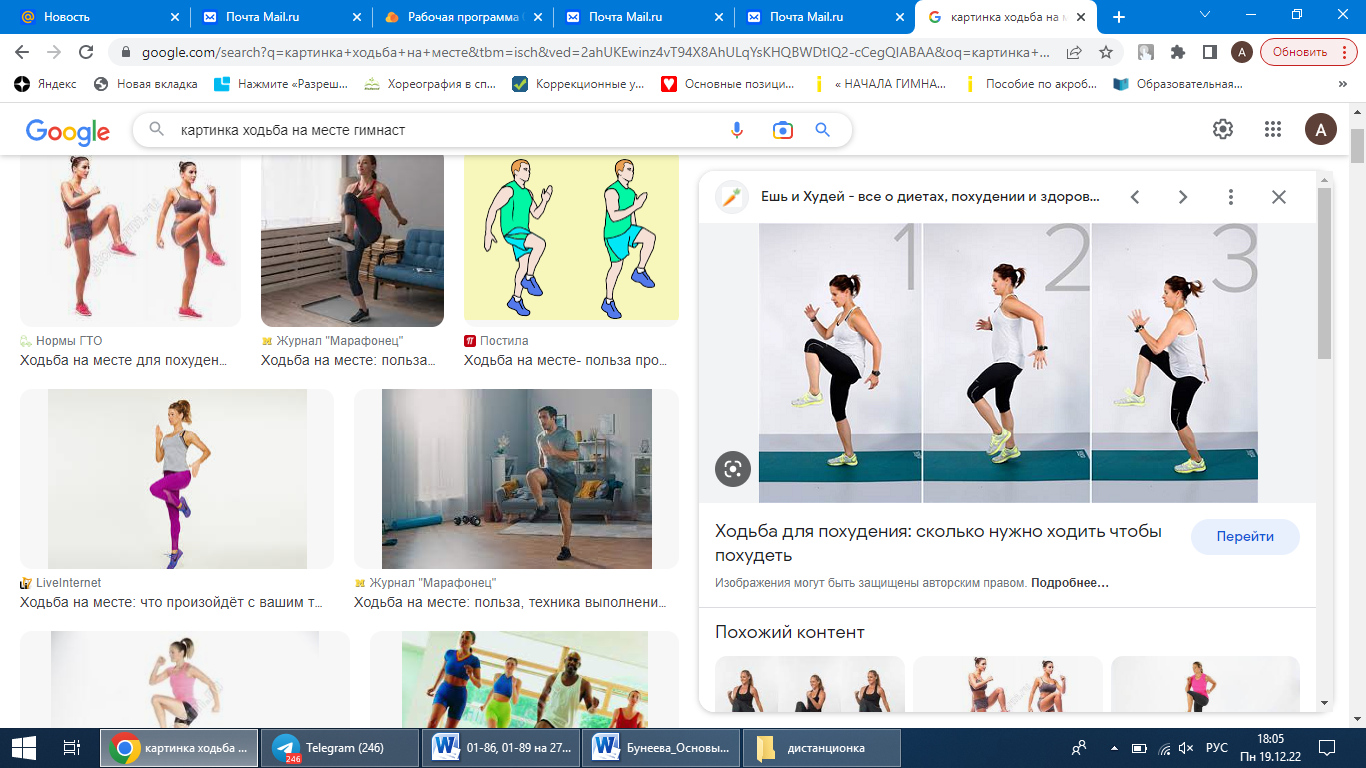 Новость
Почта Mail.ru
Рабочая программа
Почта Mail.ru
Почта Mail.ru
картинка ходьба на м
google.com/search?q=картинка+ходьба+на+месте&tbm=isch&ved=2ahUKEwinz4vT94X8AhULqYsKHQBWDtIQ2-cCegQIABAA&oq=картинка+...
A
Обновить
Яндекс
Новая вкладка
Нажмите «Разреш...
Хореография в сп...
Коррекционные у...
Основные позици...
« НАЧАЛА ГИМНА...
Пособие по акроб...
Образовательная...
»
Google
картинка ходьба на месте гимнаст
A
Нормы ГТО
Ходьба на месте для похуден...
Журнал "Марафонец"
Ходьба на месте: польза...
Постила
Ходьба на месте- польза про...
LiveInternet
Ходьба на месте: что произойдёт с вашим т...
Журнал "Марафонец"
Ходьба на месте: польза, техника выполнени...
Ешь и Худей - все о диетах, похудении и здоров...
1 2 3
Ходьба для похудения: сколько нужно ходить чтобы
похудеть
Перейти
Изображения могут быть защищены авторским правом. Подробнее...
Похожий контент
картинка ходьба ...
Telegram (246)
246
01-86, 01-89 на 27...
Бунеева_Основы...
дистанционка
РУС
18:05
Пн 19.12.22